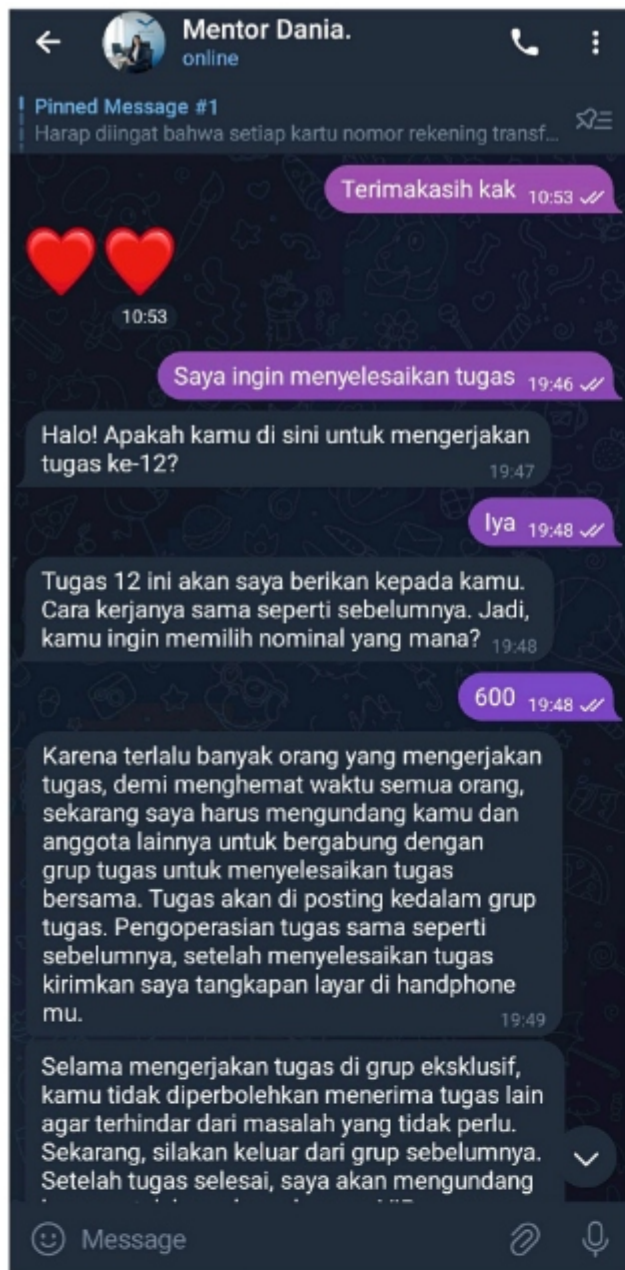 Mentor Dania.
online
Pinned Message #1
Harap diingat bahwa setiap kartu nomor rekening transf...
Terimakasih kak 10:53
10:53
Saya ingin menyelesaikan tugas 19:46
Halo! Apakah kamu di sini untuk mengerjakan
tugas ke-12?
19:47
Iya 19:48
Tugas 12 ini akan saya berikan kepada kamu.
Cara kerjanya sama seperti sebelumnya. Jadi,
kamu ingin memilih nominal yang mana? 19:48
600 19:48
Karena terlalu banyak orang yang mengerjakan
tugas, demi menghemat waktu semua orang,
sekarang saya harus mengundang kamu dan
anggota lainnya untuk bergabung dengan
grup tugas untuk menyelesaikan tugas
bersama. Tugas akan di posting kedalam grup
tugas. Pengoperasian tugas sama seperti
sebelumnya, setelah menyelesaikan tugas
kirimkan saya tangkapan layar di handphone
mu.
19:49
Selama mengerjakan tugas di grup eksklusif,
kamu tidak diperbolehkan menerima tugas lain
agar terhindar dari masalah yang tidak perlu.
Sekarang, silakan keluar dari grup sebelumnya.
Setelah tugas selesai, saya akan mengundang
Message